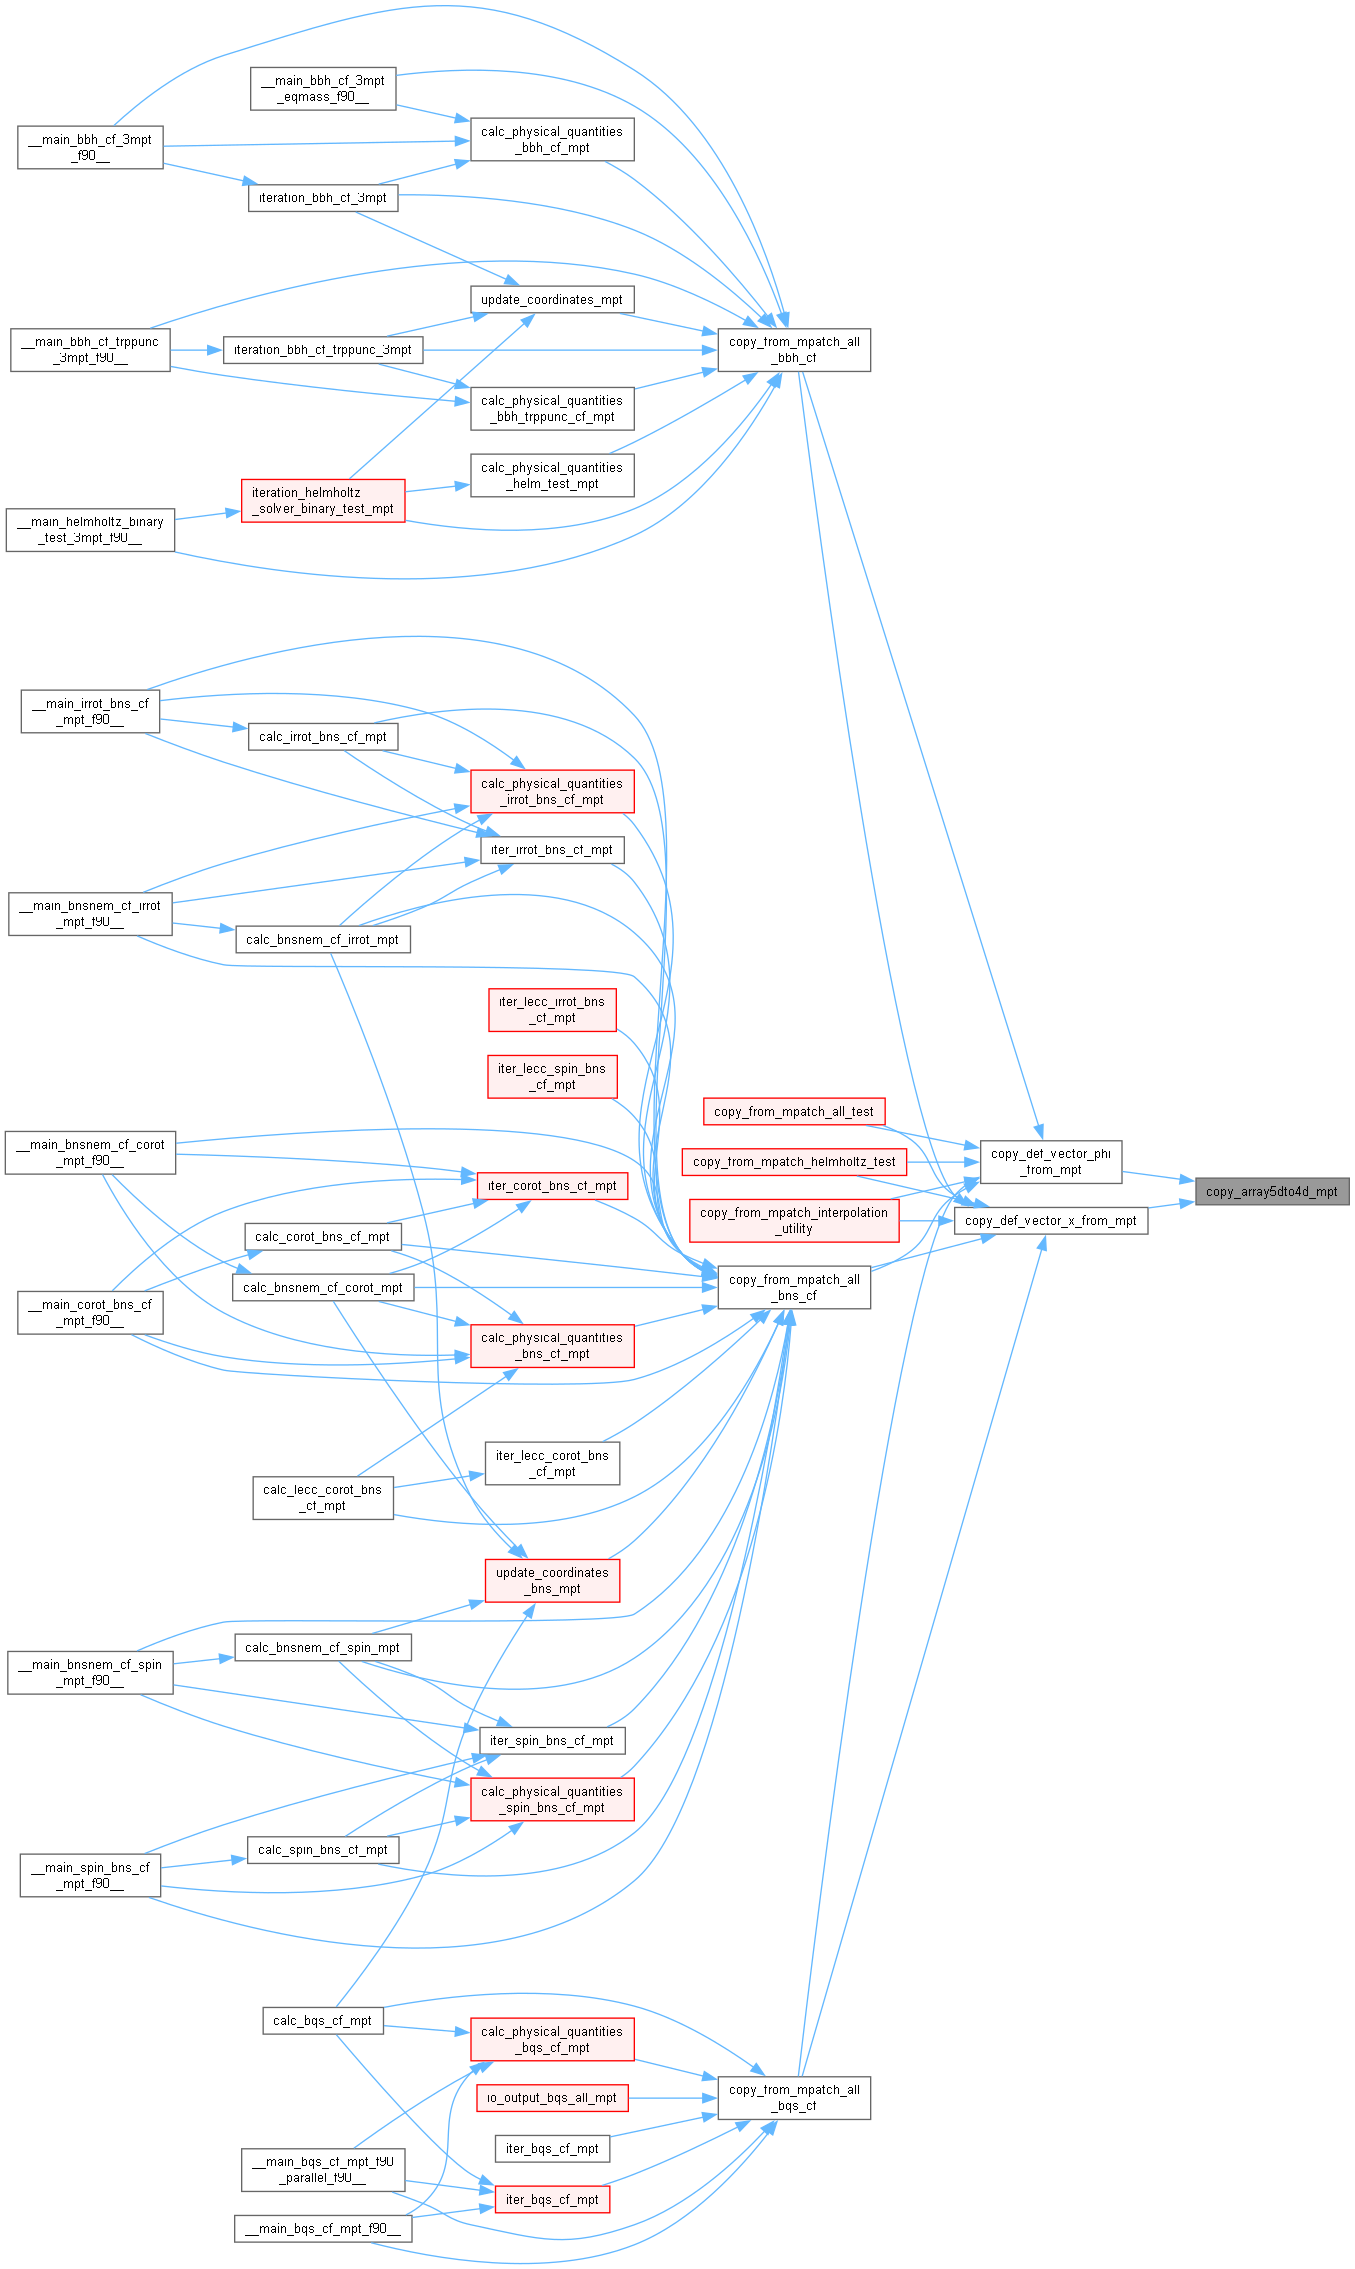 __main_bbh_cf_3mpt
_eqmass_f90__
__main_bbh_cf_3mpt
_f90__
calc_physical_quantities
_bbh_cf_mpt
iteration_bbh_cf_3mpt
update_coordinates_mpt
__main_bbh_cf_trppunc
_3mpt_f90__
iteration_bbh_cf_trppunc_3mpt
copy_from_mpatch_all
_bbh_cf
calc_physical_quantities
_bbh_trppunc_cf_mpt
calc_physical_quantities
_helm_test_mpt
iteration_helmholtz
_solver_binary_test_mpt
__main_helmholtz_binary
_test_3mpt_f90__
__main_irrot_bns_cf
_mpt_f90__
calc_irrot_bns_cf_mpt
calc_physical_quantities
_irrot_bns_cf_mpt
iter_irrot_bns_cf_mpt
__main_bnsnem_cf_irrot
_mpt_f90__
calc_bnsnem_cf_irrot_mpt
iter_lecc_irrot_bns
_cf_mpt
iter_lecc_spin_bns
_cf_mpt
copy_from_mpatch_all_test
__main_bnsnem_cf_corot
_mpt_f90__
copy_from_mpatch_helmholtz_test
copy_def_vector_phi
_from_mpt
iter_corot_bns_cf_mpt
copy_array5dto4d_mpt
copy_from_mpatch_interpolation
_utility
copy_def_vector_x_from_mpt
calc_corot_bns_cf_mpt
calc_bnsnem_cf_corot_mpt
copy_from_mpatch_all
_bns_cf
__main_corot_bns_cf
_mpt_f90__
calc_physical_quantities
_bns_cf_mpt
iter_lecc_corot_bns
_cf_mpt
calc_lecc_corot_bns
_cf_mpt
update_coordinates
_bns_mpt
calc_bnsnem_cf_spin_mpt
__main_bnsnem_cf_spin
_mpt_f90__
iter_spin_bns_cf_mpt
calc_physical_quantities
_spin_bns_cf_mpt
calc_spin_bns_cf_mpt
__main_spin_bns_cf
_mpt_f90__
calc_bqs_cf_mpt
calc_physical_quantities
_bqs_cf_mpt
io_output_bqs_all_mpt
copy_from_mpatch_all
_bqs_cf
iter_bqs_cf_mpt
__main_bqs_cf_mpt_f90
_parallel_f90__
iter_bqs_cf_mpt
__main_bqs_cf_mpt_f90__